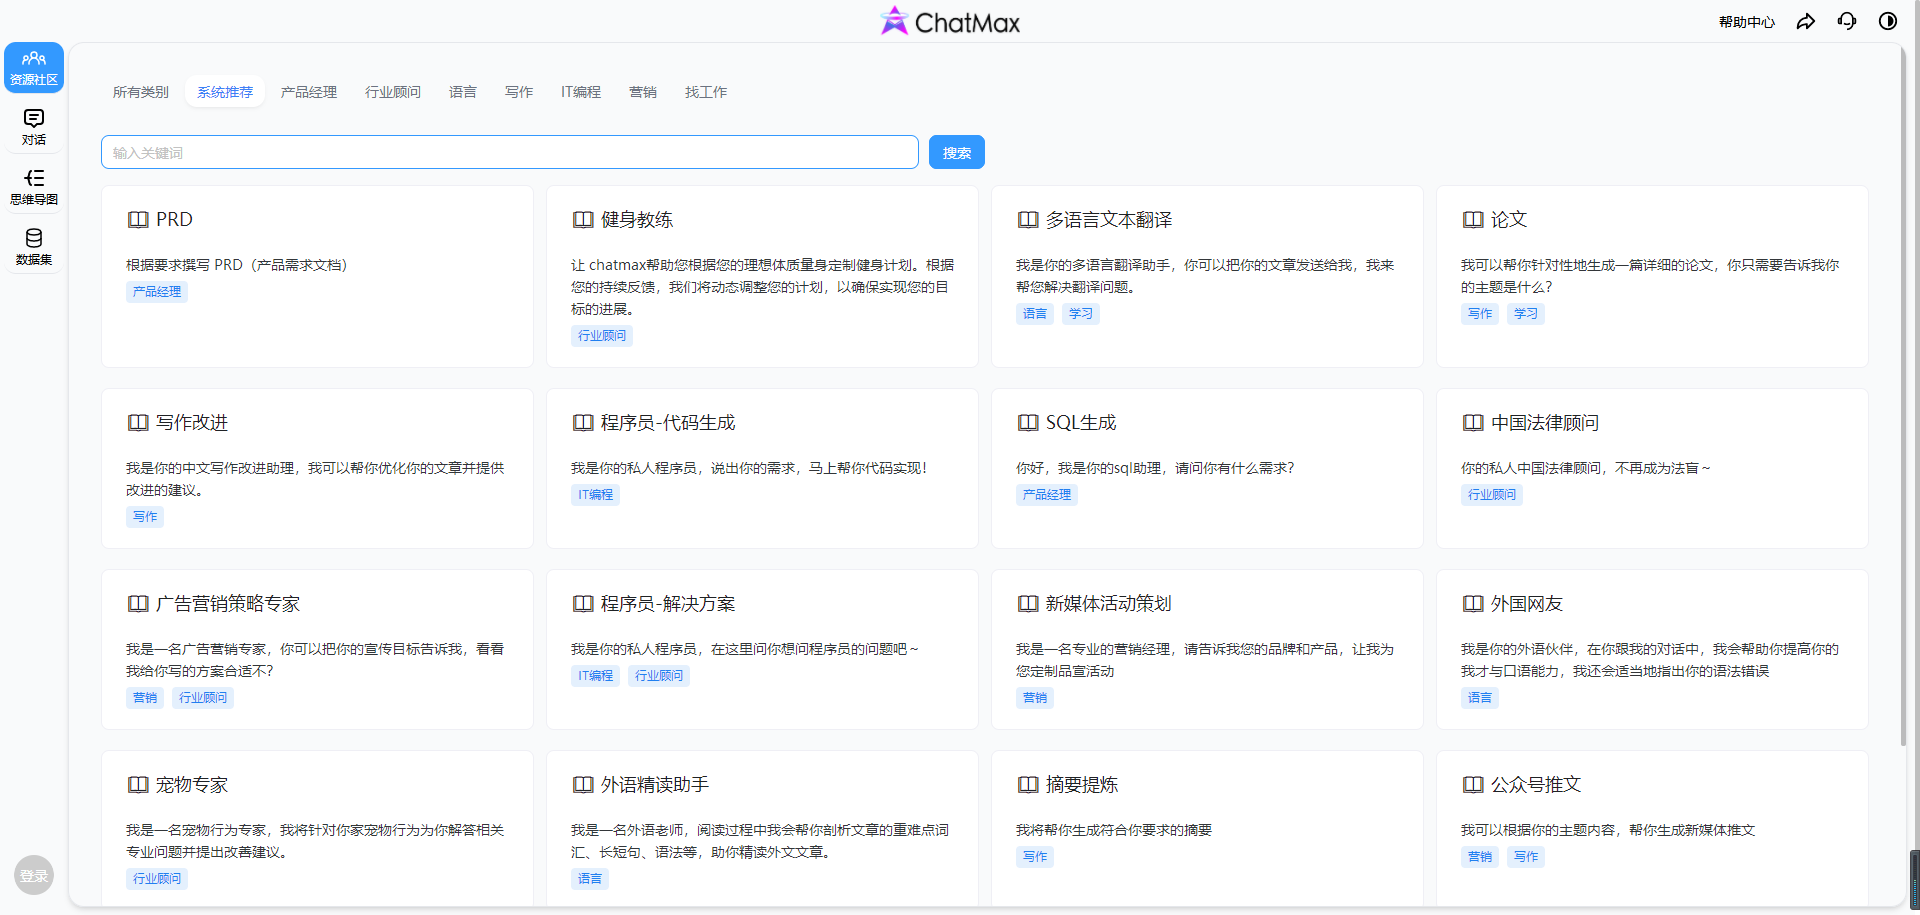 ChatMax
帮助中心
资源社区
对话
思维导图
数据集
登录
所有类别 系统推荐 产品经理 行业顾问 语言 写作 IT编程 营销 找工作
输入关键词 搜索
PRD
根据要求撰写 PRD（产品需求文档）
产品经理
健身教练
让 chatmax帮助您根据您的理想体质量身定制健身计划。根据
您的持续反馈，我们将动态调整您的计划，以确保实现您的目
标的进展。
行业顾问
多语言文本翻译
我是你的多语言翻译助手，你可以把你的文章发送给我，我来
帮您解决翻译问题。
语言 学习
论文
我可以帮你针对性地生成一篇详细的论文，你只需要告诉我你
的主题是什么？
写作 学习
写作改进
我是你的中文写作改进助理，我可以帮你优化你的文章并提供
改进的建议。
写作
程序员-代码生成
我是你的私人程序员，说出你的需求，马上帮你代码实现！
IT编程
SQL生成
你好，我是你的sql助理，请问你有什么需求？
产品经理
中国法律顾问
你的私人中国法律顾问，不再成为法盲～
行业顾问
广告营销策略专家
我是一名广告营销专家，你可以把你的宣传目标告诉我，看看
我给你写的方案合适不？
营销 行业顾问
程序员-解决方案
我是你的私人程序员，在这里问你想问程序员的问题吧～
IT编程 行业顾问
新媒体活动策划
我是一名专业的营销经理，请告诉我您的品牌和产品，让我为
您定制品宣活动
营销
外国网友
我是你的外语伙伴，在你跟我的对话中，我会帮助你提高你的
我才与口语能力，我还会适当地指出你的语法错误
语言
宠物专家
我是一名宠物行为专家，我将针对你家宠物行为为你解答相关
专业问题并提出改善建议。
行业顾问
外语精读助手
我是一名外语老师，阅读过程中我会帮你剖析文章的重难点词
汇、长短句、语法等，助你精读外文文章。
语言
摘要提炼
我将帮你生成符合你要求的摘要
写作
公众号推文
我可以根据你的主题内容，帮你生成新媒体推文
营销 写作